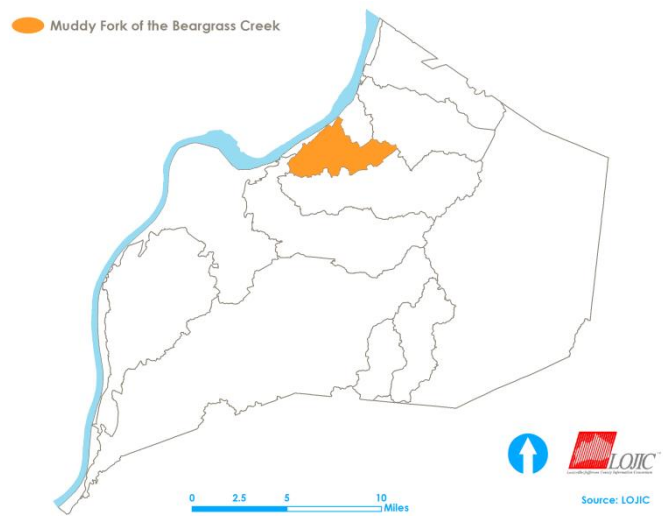 Muddy Fork of the Beargrass Creek
LOJIC
0 2.5 5 10
Miles
Source: LOJIC